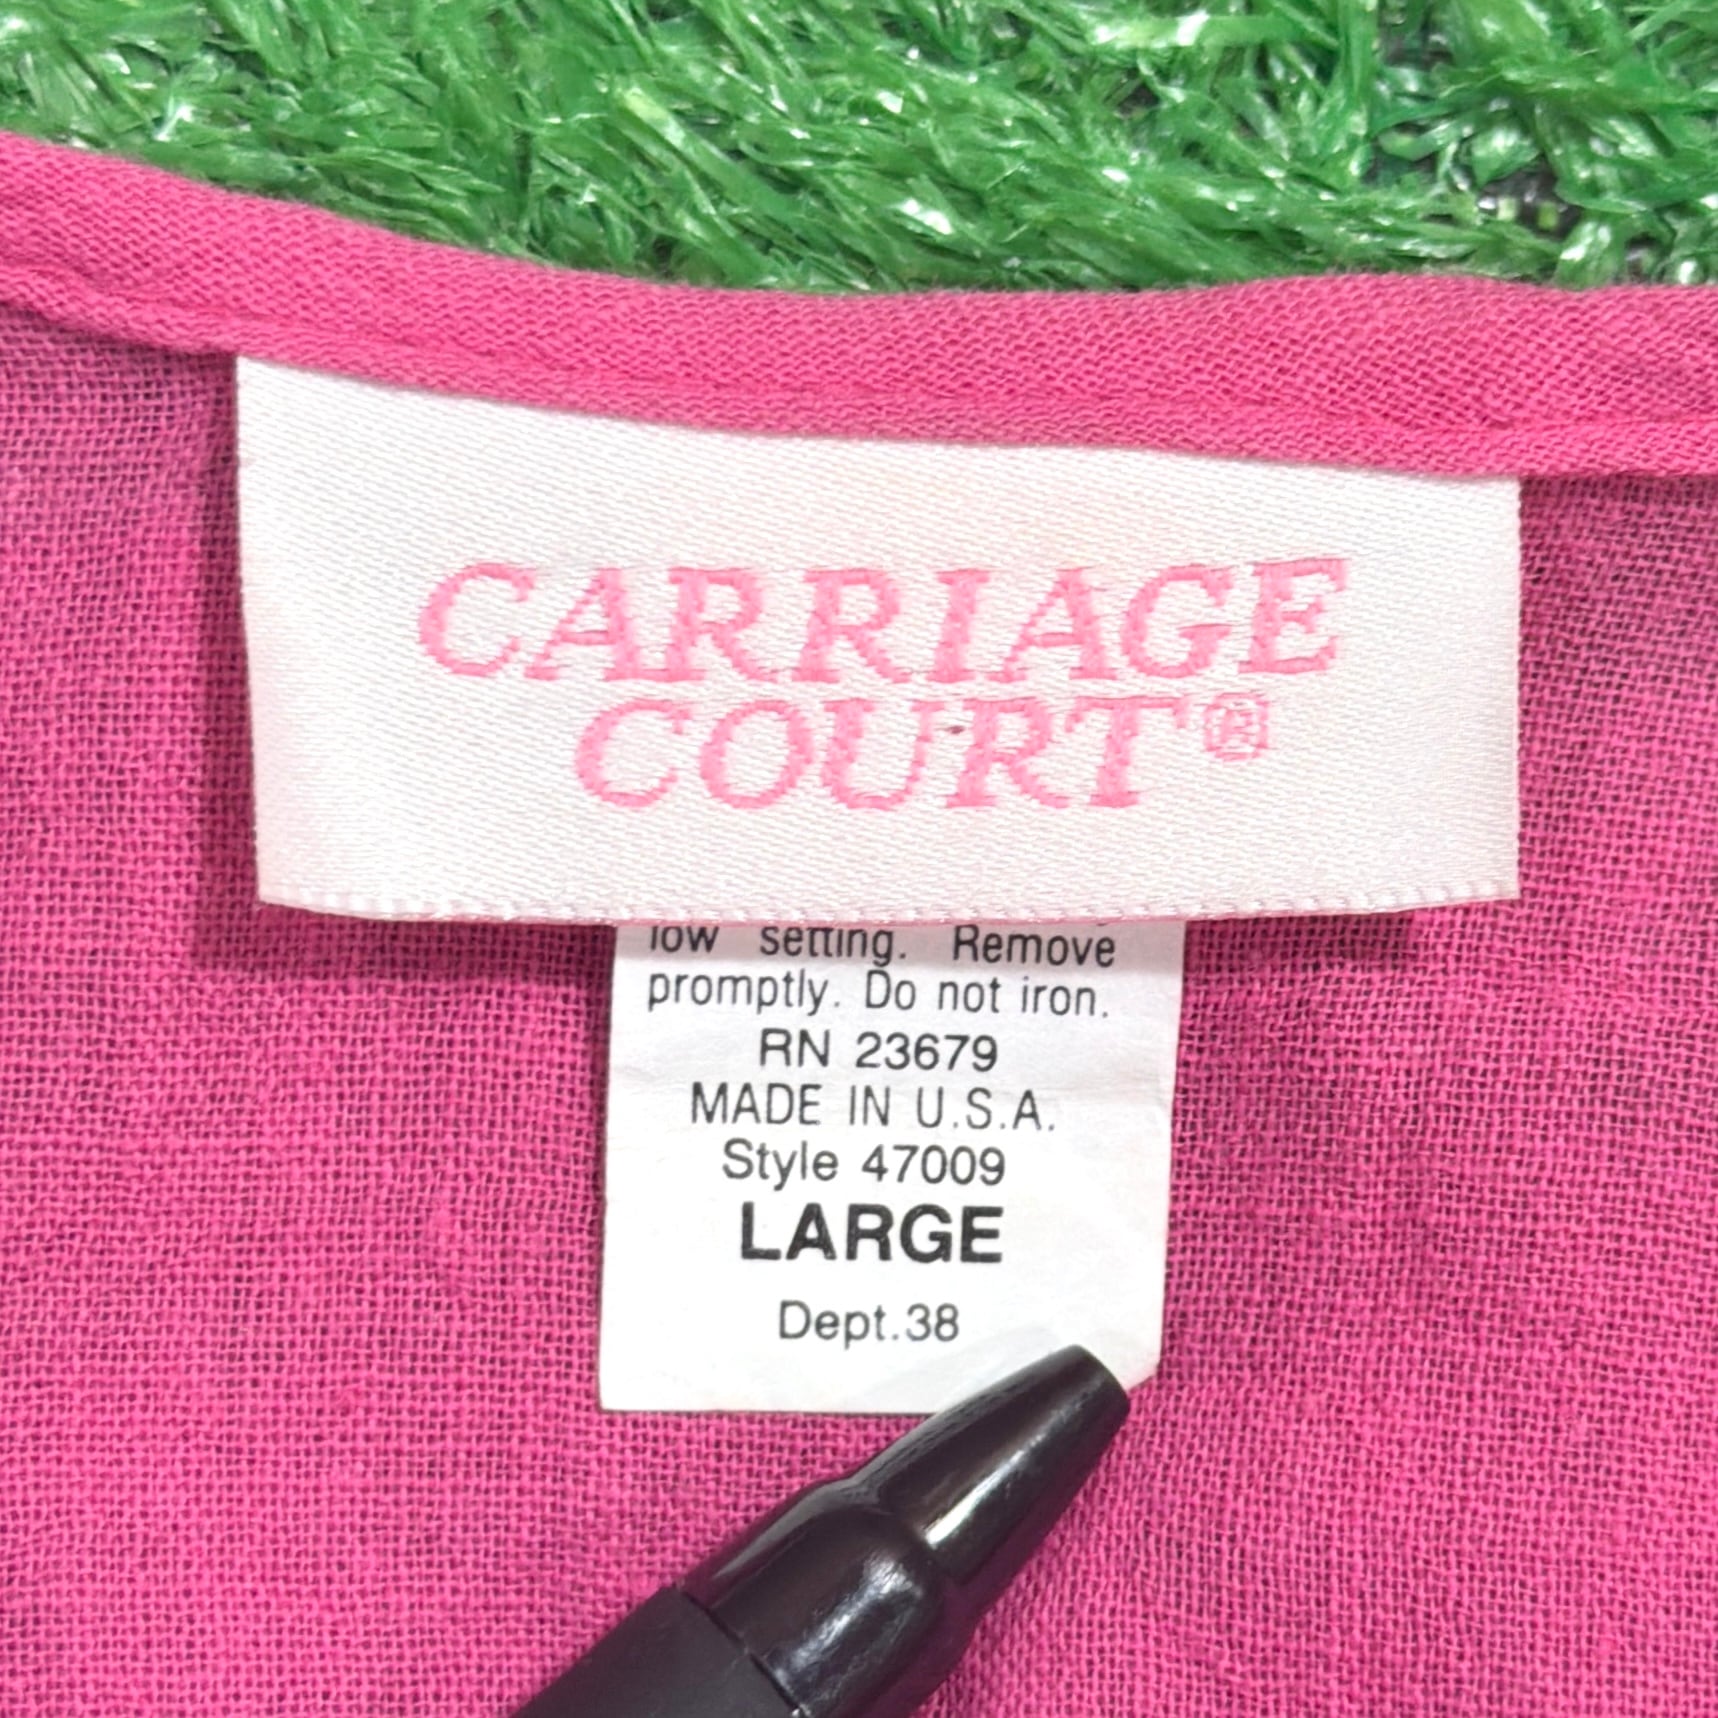 CARRIAGE
COURT®
low setting. Remove
promptly. Do not iron.
RN 23679
MADE IN U.S.A.
Style 47009
LARGE
Dept.38